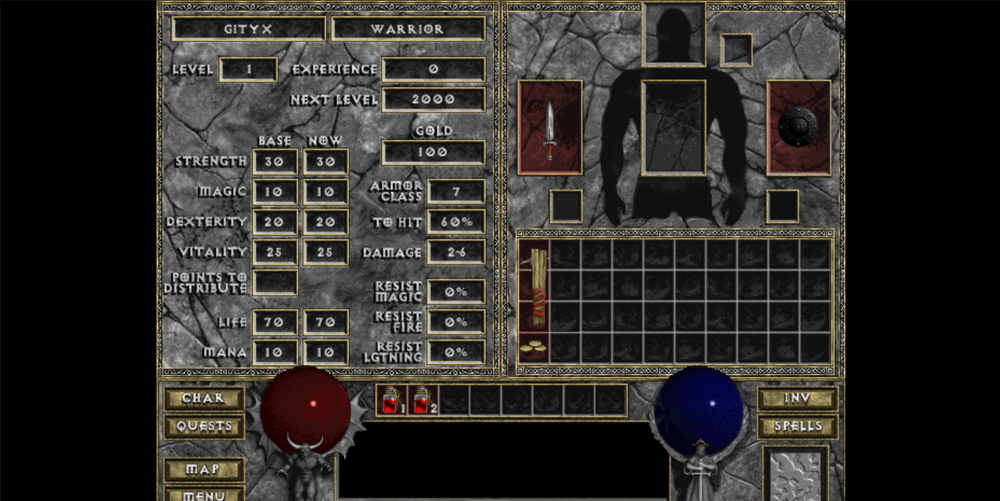 GITYX WARRIOR
LEVEL 1 EXPERIENCE 0
NEXT LEVEL 2000
BASE NOW GOLD
100
STRENGTH 30 30
MAGIC 10 10 ARMOR CLASS 7
DEXTERITY 20 20 TO HIT 60%
VITALITY 25 25 DAMAGE 2-6
POINTS TO DISTRIBUTE
RESIST MAGIC 0%
LIFE 70 70 RESIST FIRE 0%
MANA 10 10 RESIST LGTNING 0%
CHAR 1 2 INV
QUESTS SPELLS
MAP
MENU